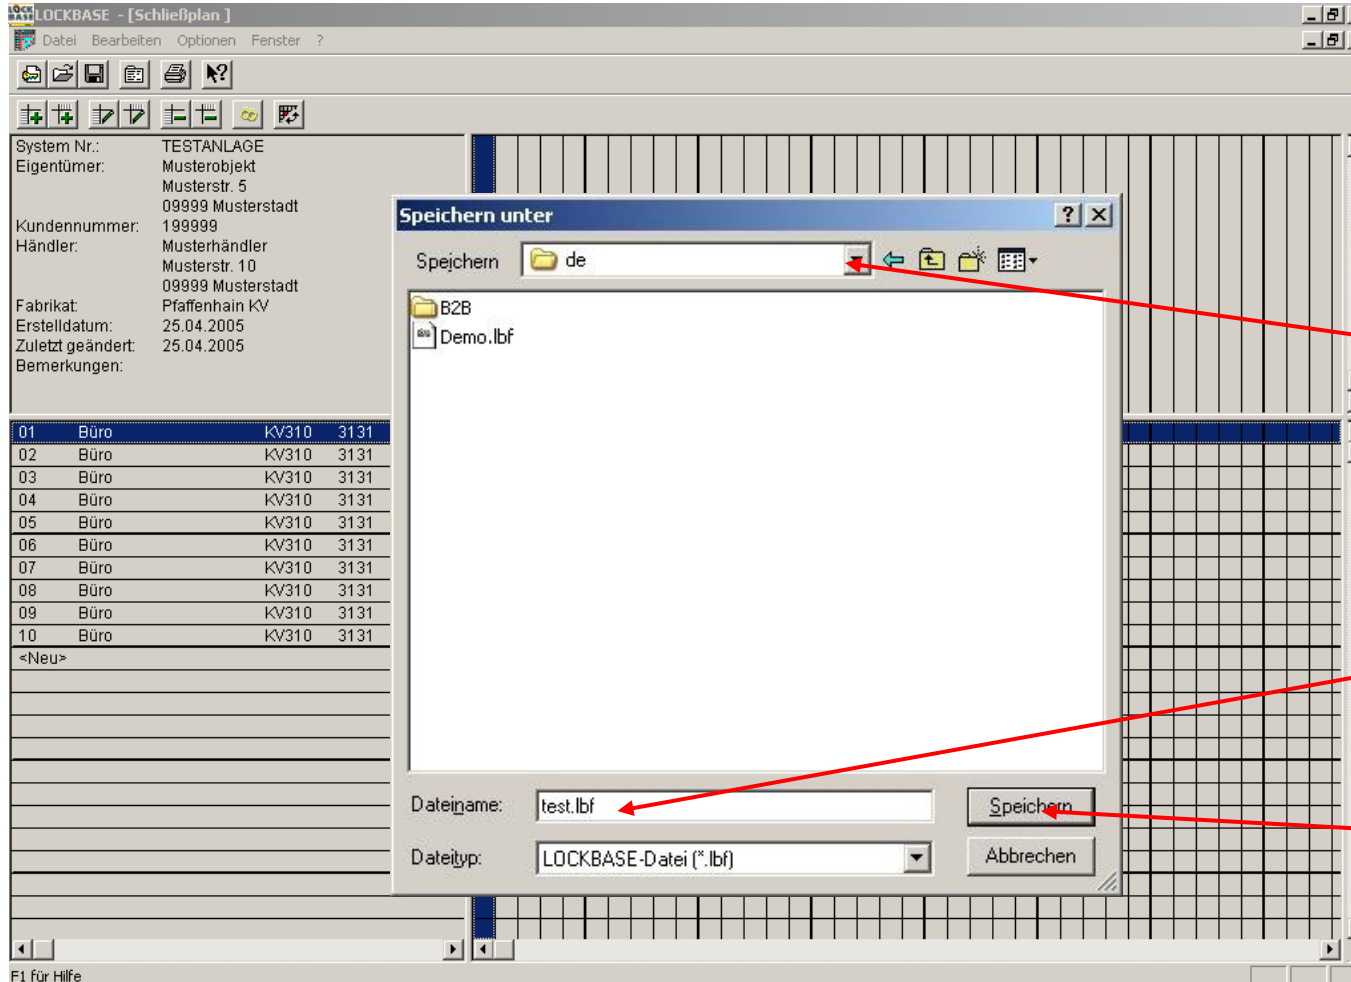 LOCKBASE - [Schließplan ]
Datei Bearbeiten Optionen Fenster ?
System Nr.: TESTANLAGE
Eigentümer: Musterobjekt
Musterstr. 5
09999 Musterstadt
Kundennummer: 199999
Händler: Musterhändler
Musterstr. 10
09999 Musterstadt
Fabrikat: Pfaffenhain KV
Erstelldatum: 25.04.2005
Zuletzt geändert: 25.04.2005
Bemerkungen:
01 Büro KV310 3131
02 Büro KV310 3131
03 Büro KV310 3131
04 Büro KV310 3131
05 Büro KV310 3131
06 Büro KV310 3131
07 Büro KV310 3131
08 Büro KV310 3131
09 Büro KV310 3131
10 Büro KV310 3131
<Neu>
Speichern unter
Speichern de
B2B
Demo.lbf
Dateiname: test.lbf Speichern
Dateityp: LOCKBASE-Datei (*.lbf) Abbrechen
F1 für Hilfe